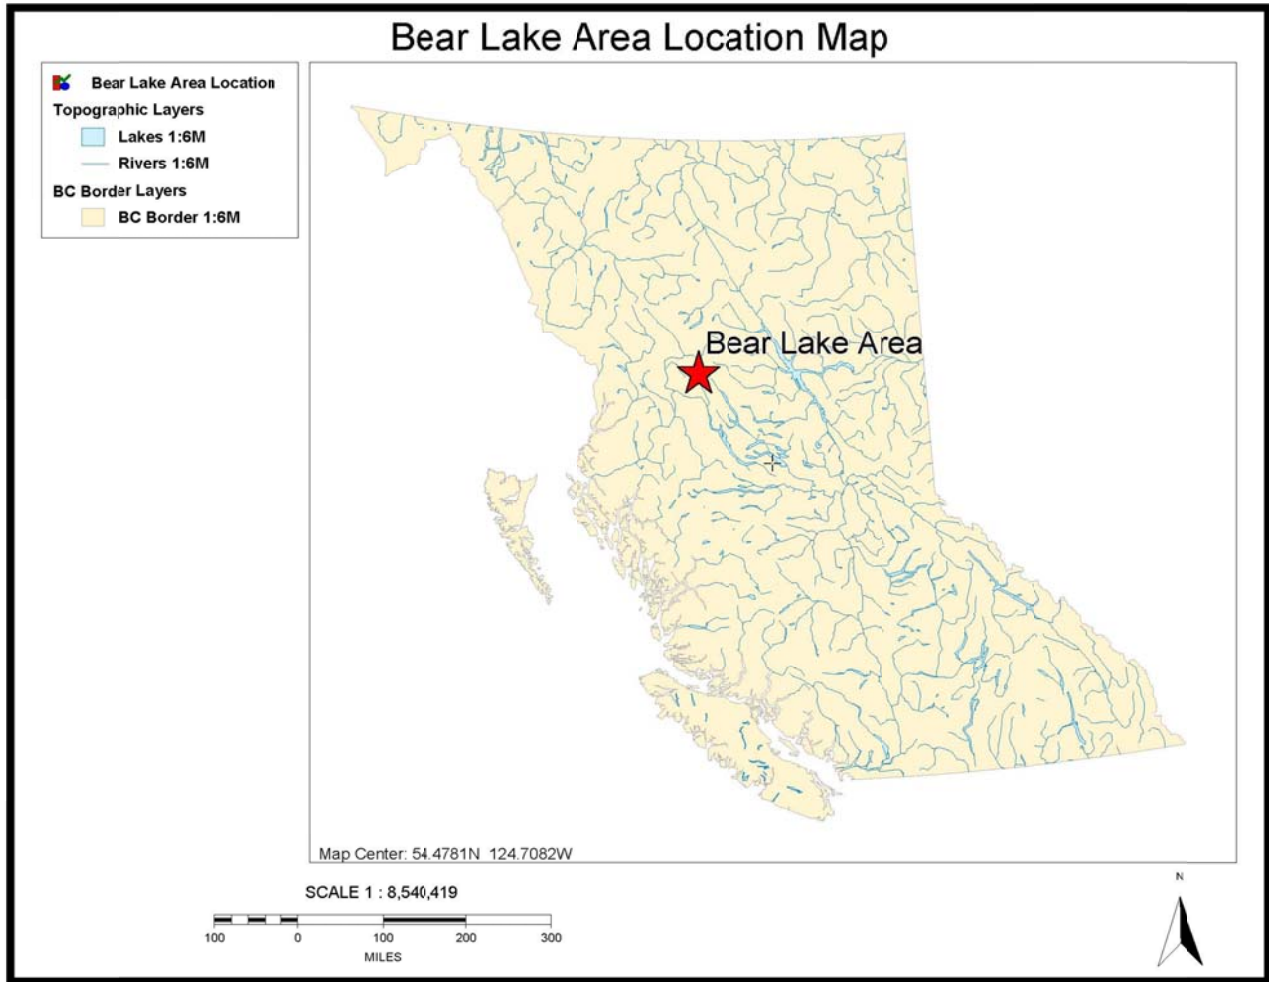 Bear Lake Area Location Map
Bear Lake Area Location
Topographic Layers
Lakes 1:6M
Rivers 1:6M
BC Border Layers
BC Border 1:6M
Bear Lake Area
Map Center: 54.4781N 124.7082W
SCALE 1 : 8,540,419
100 0 100 200 300
MILES
N